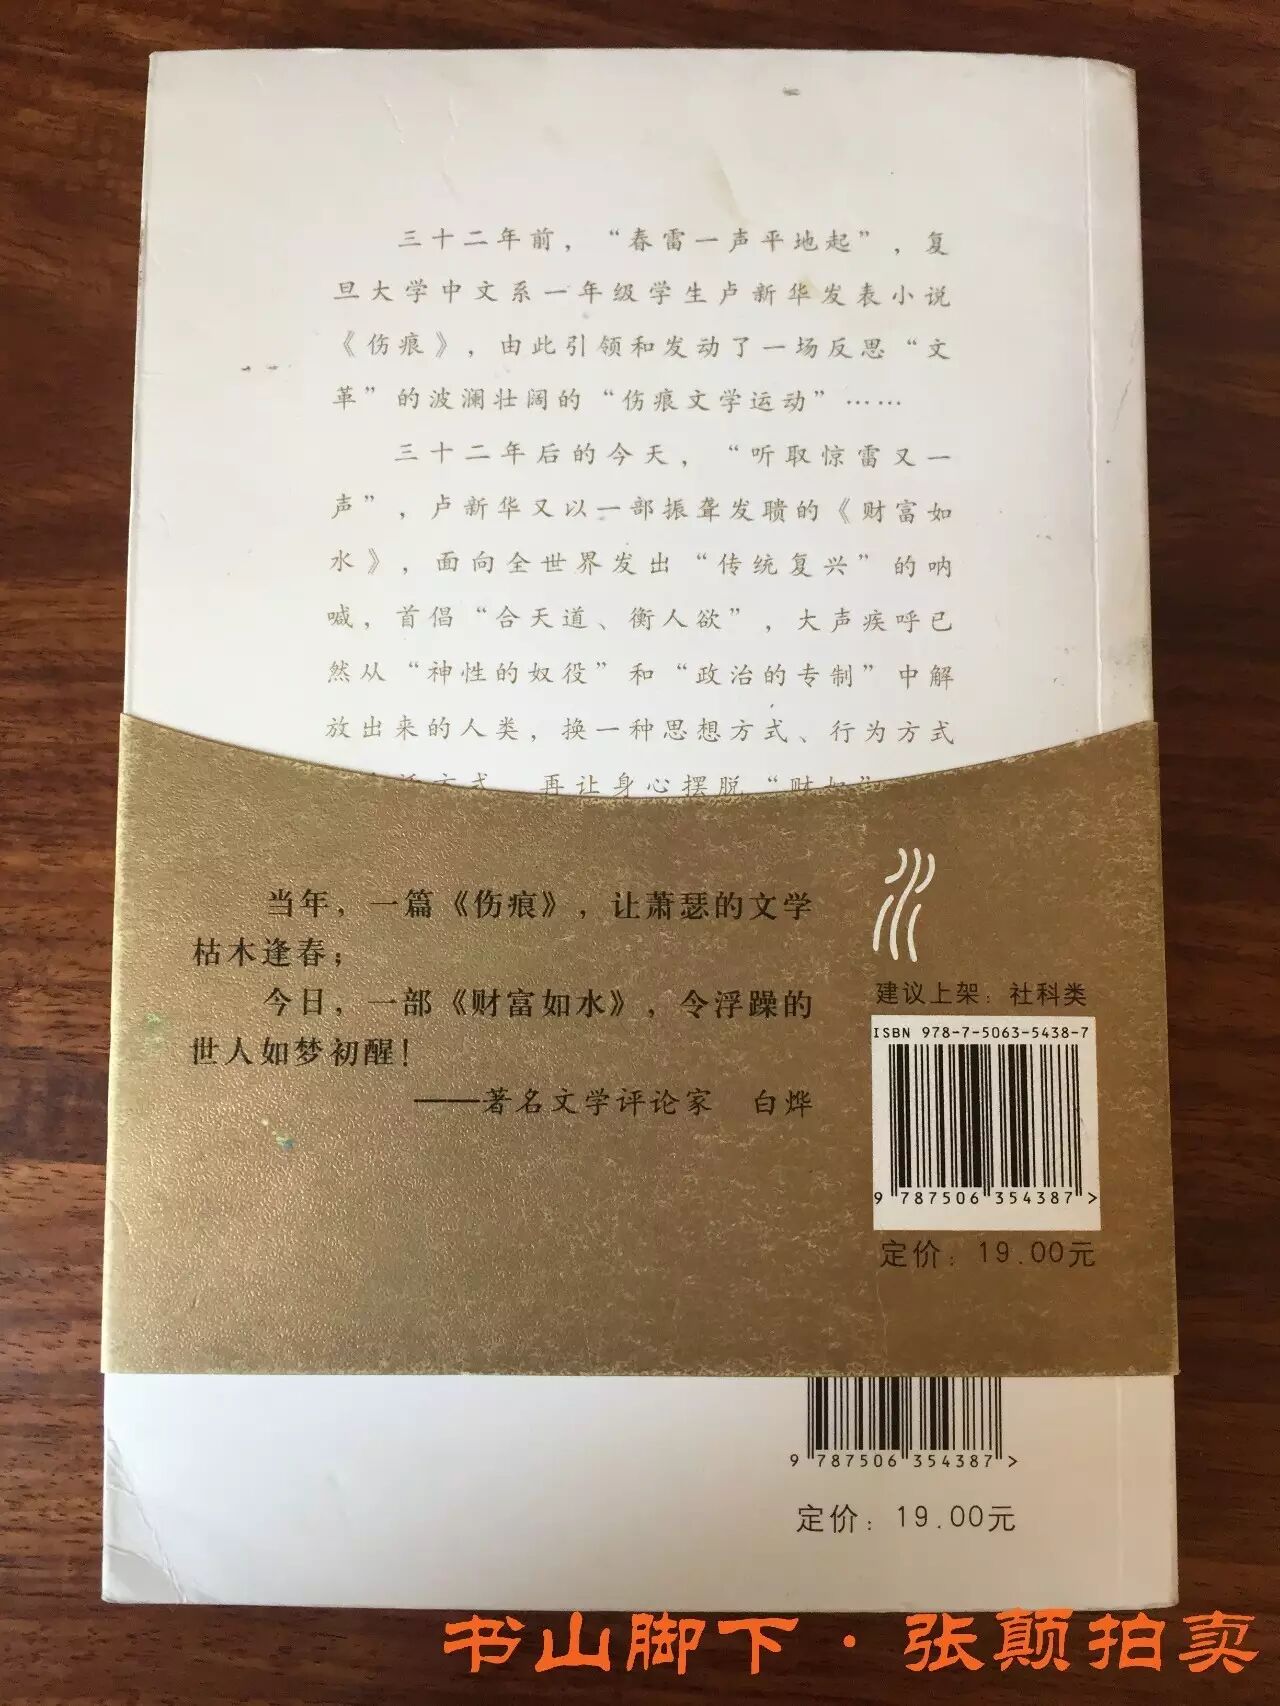 三十二年前，“春雷一声平地起”，复
旦大学中文系一年级学生卢新华发表小说
《伤痕》，由此引领和发动了一场反思“文
革”的波澜壮阔的“伤痕文学运动”……
三十二年后的今天，“听取惊雷又一
声”，卢新华又以一部振聋发聩的《财富如
水》，面向全世界发出“传统复兴”的呐
喊，首倡“合天道、衡人欲”，大声疾呼已
然从“神性的奴役”和“政治的专制”中解
放出来的人类，换一种思想方式、行为方式
方式，再让身心摆脱“财奴”
当年，一篇《伤痕》，让萧瑟的文学
枯木逢春；
今日，一部《财富如水》，令浮躁的
世人如梦初醒！
——著名文学评论家　白烨
建议上架：社科类
ISBN 978-7-5063-5438-7
9 787506 354387 >
定价：19.00元
9 787506 354387 >
定价：19.00元
书山脚下·张颠拍卖